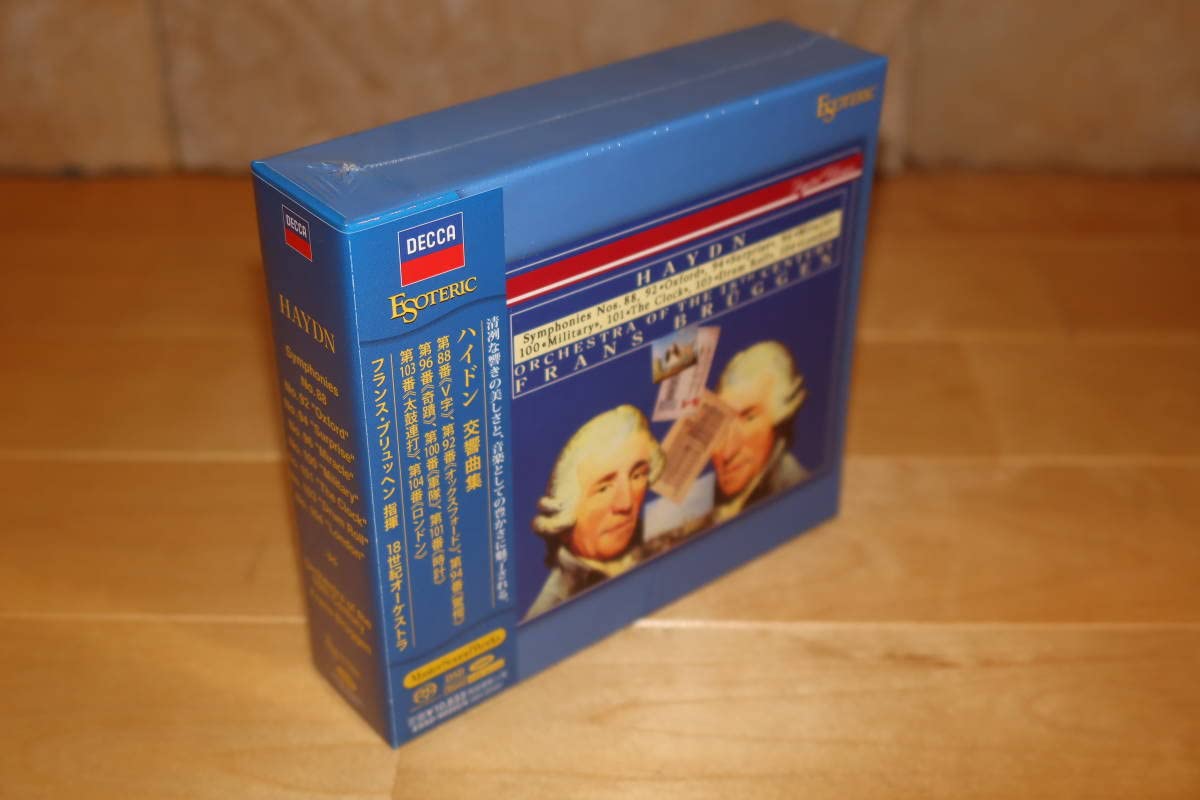 DECCA
HAYDN
Symphonies
No. 88
No. 92 "Oxford"
No. 94 "Surprise"
No. 96 "Miracle"
No. 100 "Military"
No. 101 "The Clock"
No. 103 "Drum Roll"
No. 104 "London"
DECCA
ESOTERIC
清冽な響きの美しさと、音楽としての豊かさに魅了される。
ハイドン 交響曲集
第88番《V字》、第92番《オックスフォード》、第94番《驚愕》
第96番《奇蹟》、第100番《軍隊》、第101番《時計》
第103番《太鼓連打》、第104番《ロンドン》
フランス・ブリュッヘン 指揮 18世紀オーケストラ
MasterSoundWorks
DSD
ESOTERIC
HAYDN
Symphonies Nos. 88, 92 «Oxford», 94 «Surprise»,
100 «Military», 101 «The Clock», 103 «Drum Roll»,
ORCHESTRA OF THE 18TH CENTURY
FRANS BRÜGGEN